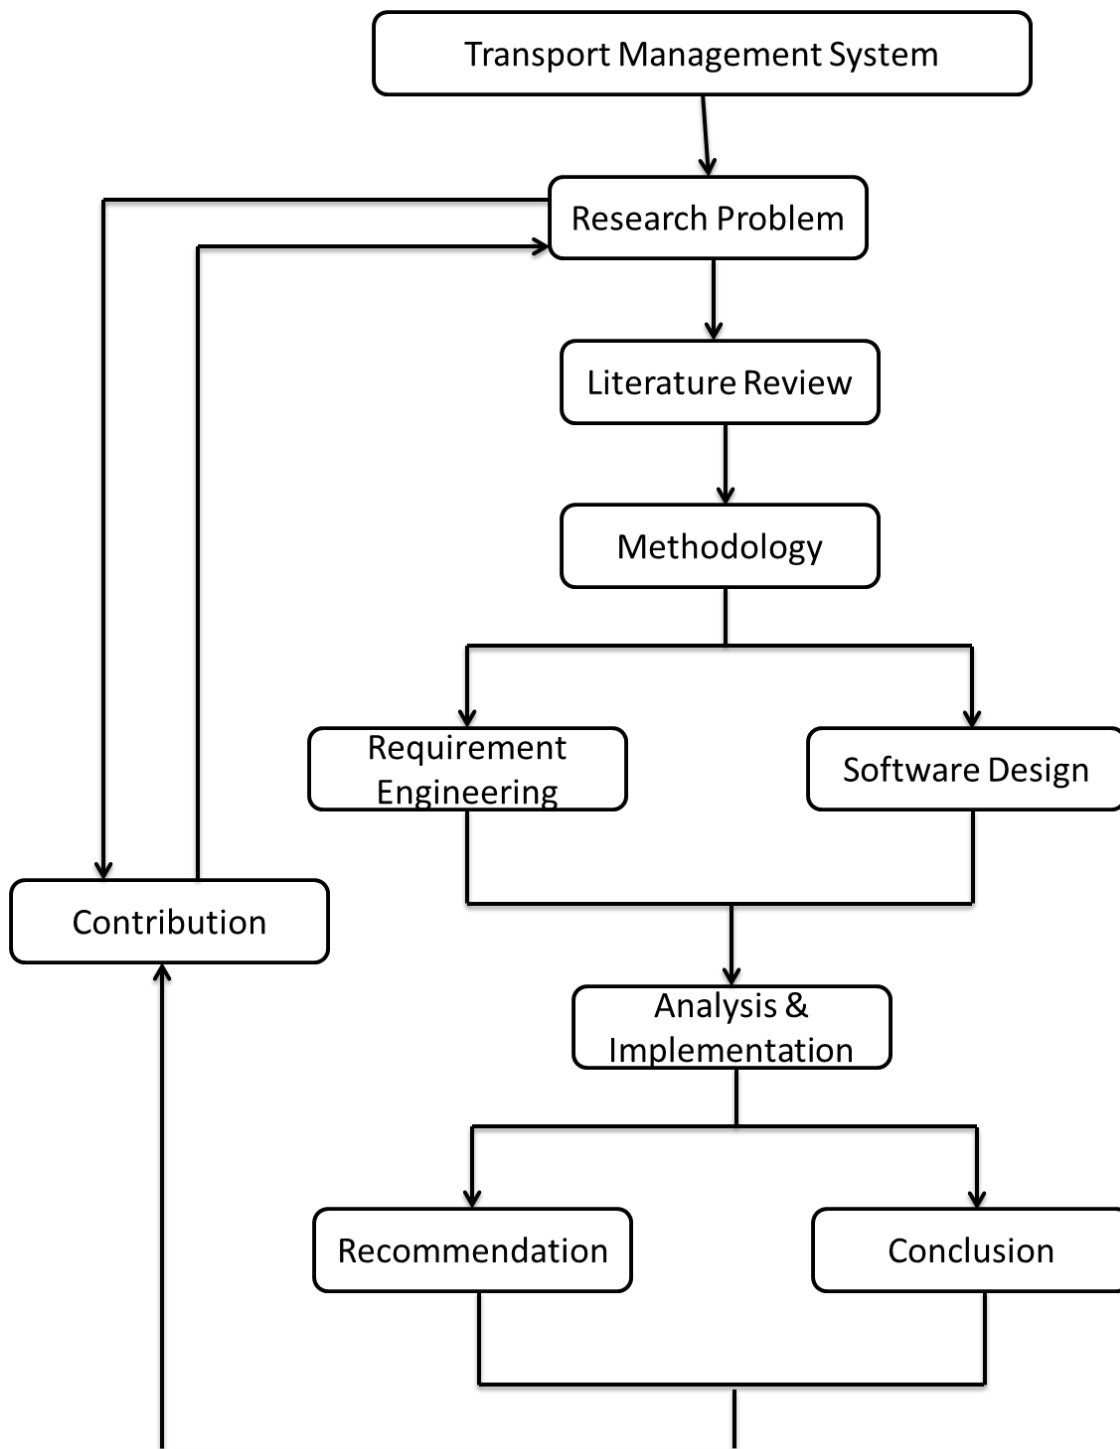 Transport Management System
Research Problem
Literature Review
Methodology
Requirement
Engineering
Software Design
Contribution
Analysis &
Implementation
Recommendation
Conclusion